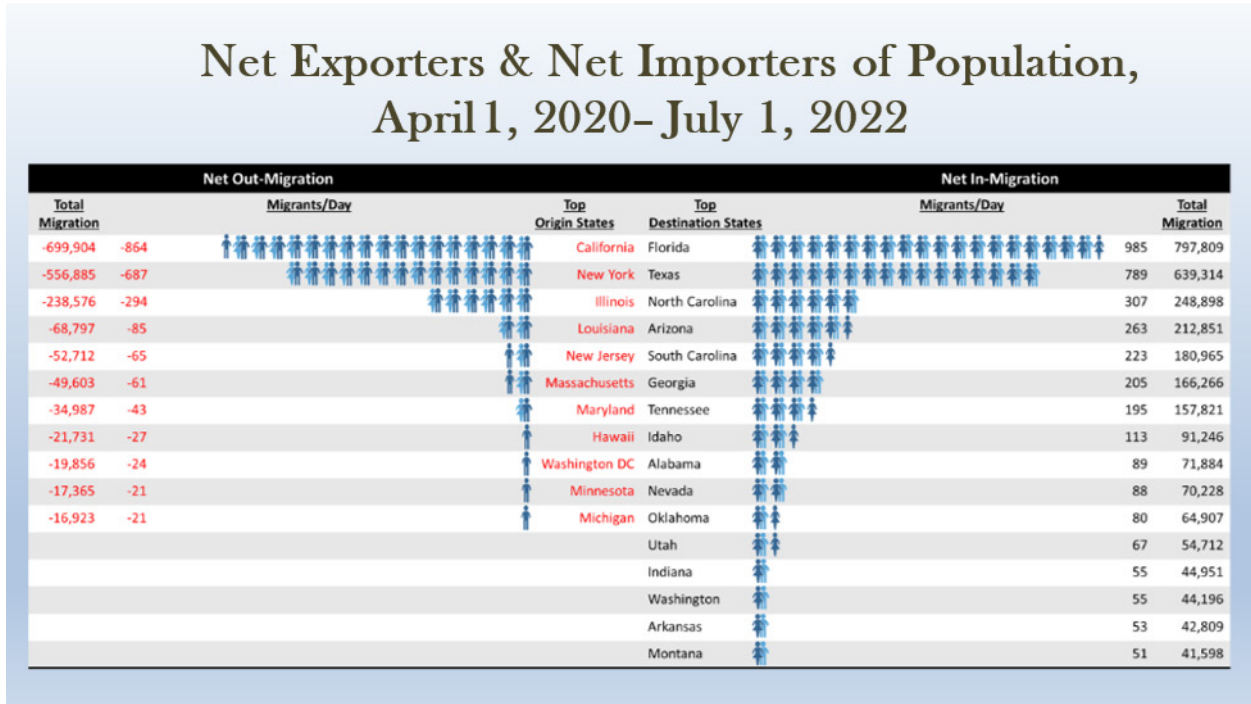 Net Exporters & Net Importers of Population,
April 1, 2020– July 1, 2022
Net Out-Migration Net In-Migration
Total Migration Migrants/Day Top Origin States Top Destination States Migrants/Day Total Migration
-699,904 -864 California Florida 985 797,809
-556,885 -687 New York Texas 789 639,314
-238,576 -294 Illinois North Carolina 307 248,898
-68,797 -85 Louisiana Arizona 263 212,851
-52,712 -65 New Jersey South Carolina 223 180,965
-49,603 -61 Massachusetts Georgia 205 166,266
-34,987 -43 Maryland Tennessee 195 157,821
-21,731 -27 Hawaii Idaho 113 91,246
-19,856 -24 Washington DC Alabama 89 71,884
-17,365 -21 Minnesota Nevada 88 70,228
-16,923 -21 Michigan Oklahoma 80 64,907
Utah 67 54,712
Indiana 55 44,951
Washington 55 44,196
Arkansas 53 42,809
Montana 51 41,598